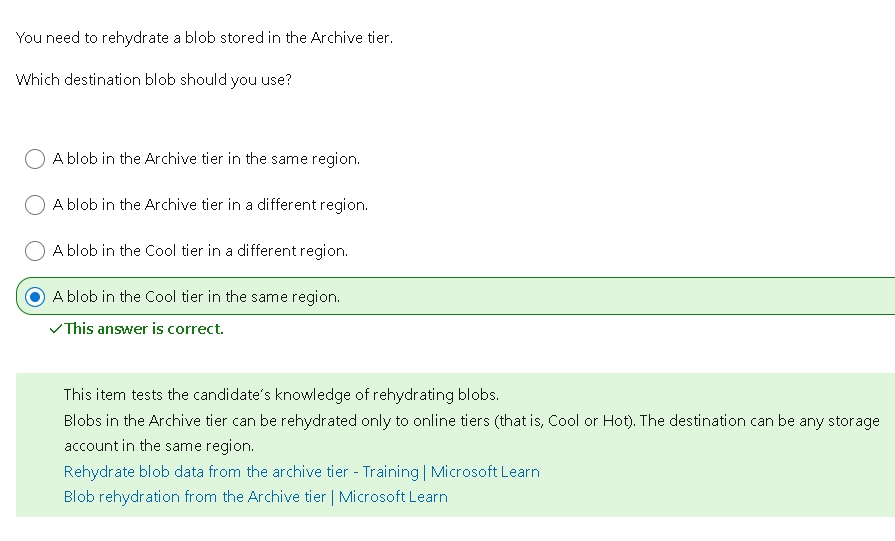 You need to rehydrate a blob stored in the Archive tier.
Which destination blob should you use?
A blob in the Archive tier in the same region.
A blob in the Archive tier in a different region.
A blob in the Cool tier in a different region.
A blob in the Cool tier in the same region.
✓This answer is correct.
This item tests the candidate's knowledge of rehydrating blobs.
Blobs in the Archive tier can be rehydrated only to online tiers (that is, Cool or Hot). The destination can be any storage
account in the same region.
Rehydrate blob data from the archive tier - Training | Microsoft Learn
Blob rehydration from the Archive tier | Microsoft Learn